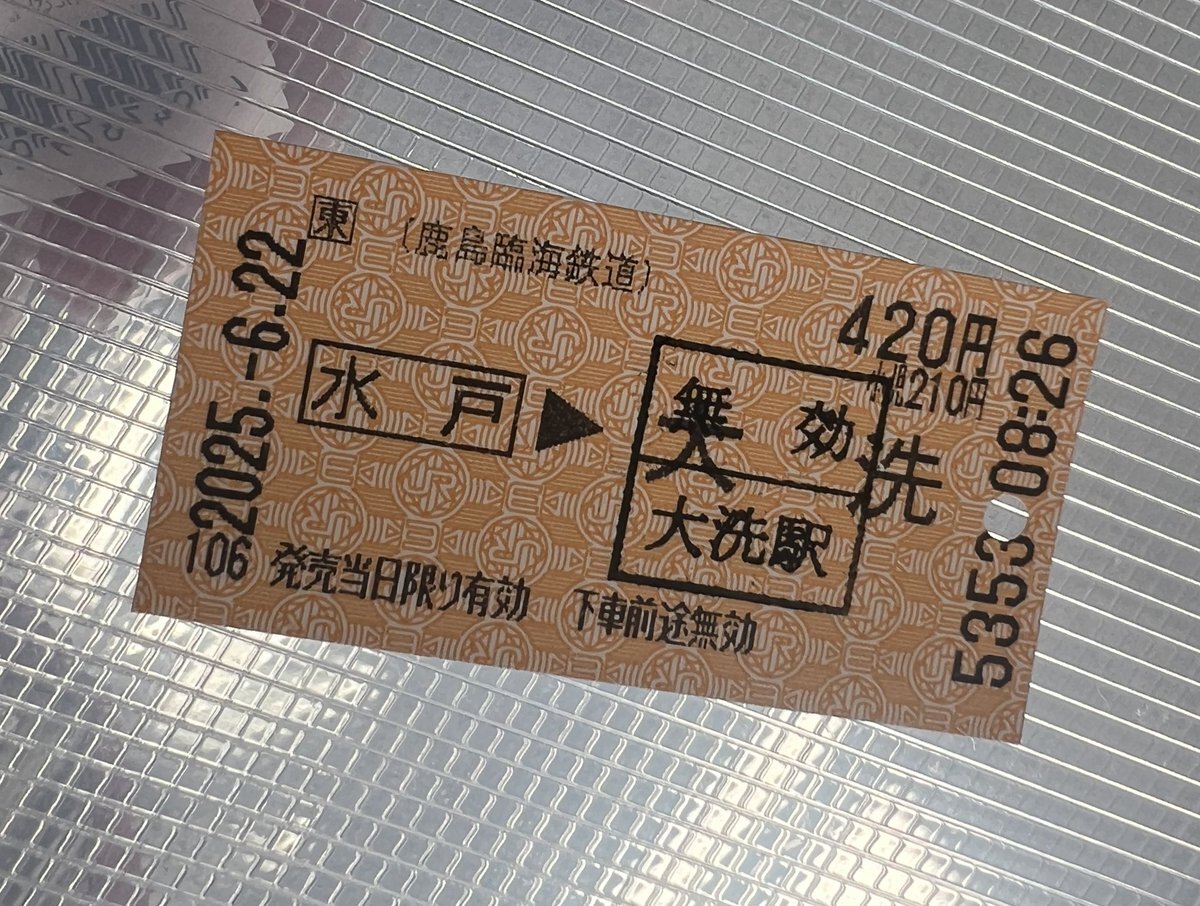 東 (鹿島臨海鉄道)
2025.-6.22
水戸 ▶ 大洗
420円
小児210円
無効
大洗駅
08:26
5353
106 発売当日限り有効 下車前途無効